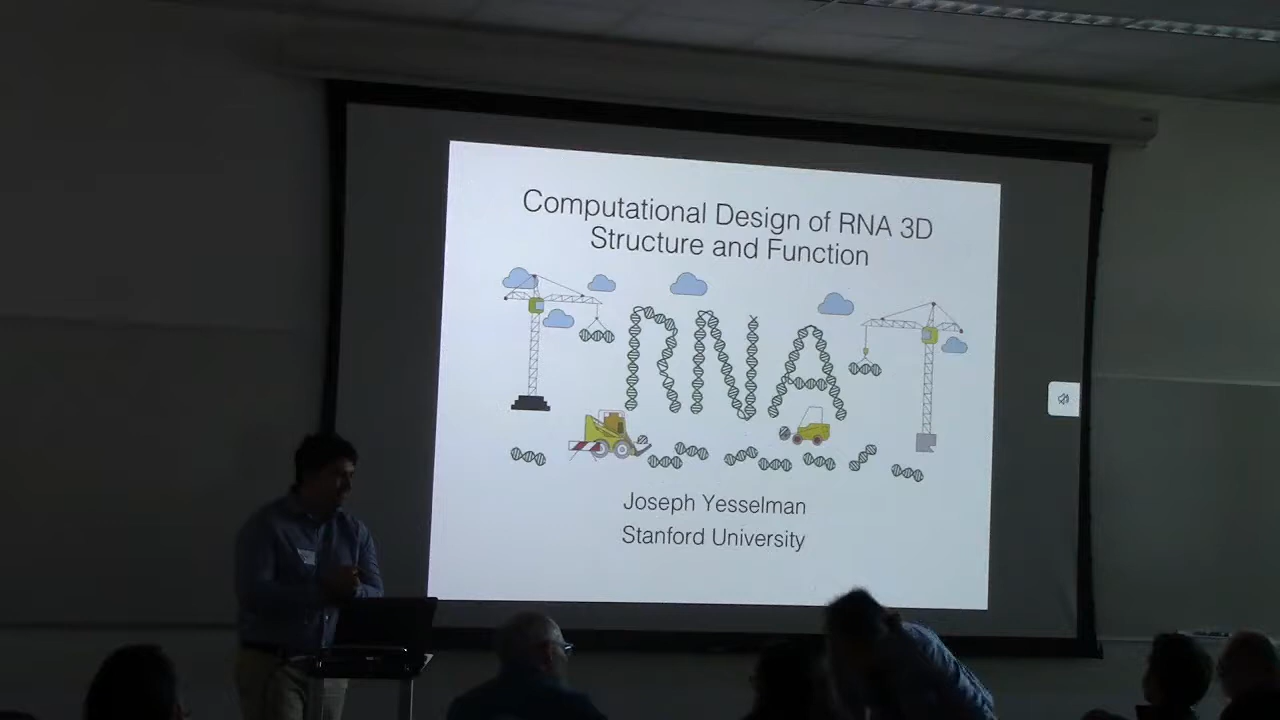 Computational Design of RNA 3D
Structure and Function
RNA
Joseph Yesselman
Stanford University